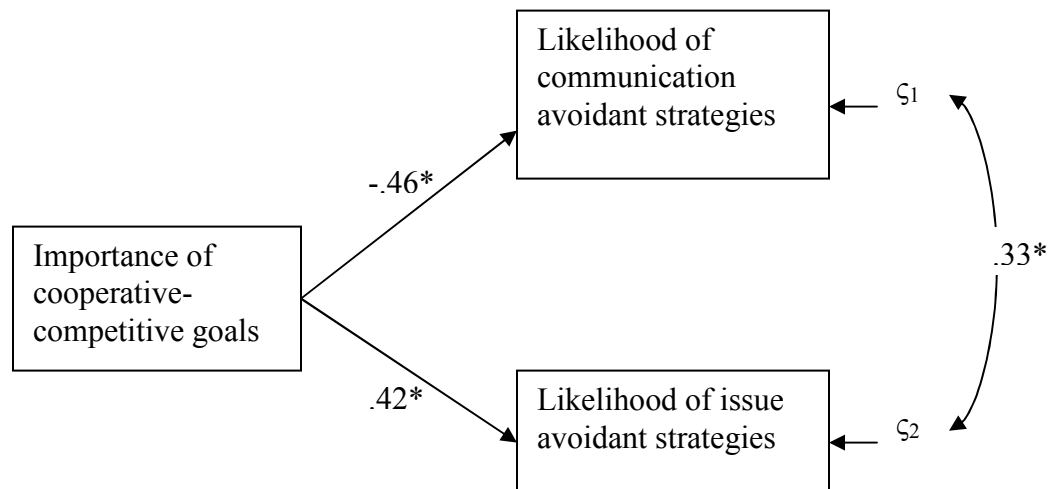 Likelihood of
communication
avoidant strategies
ς1
-.46*
Importance of
cooperative-
competitive goals
.33*
.42*
Likelihood of issue
avoidant strategies
ς2